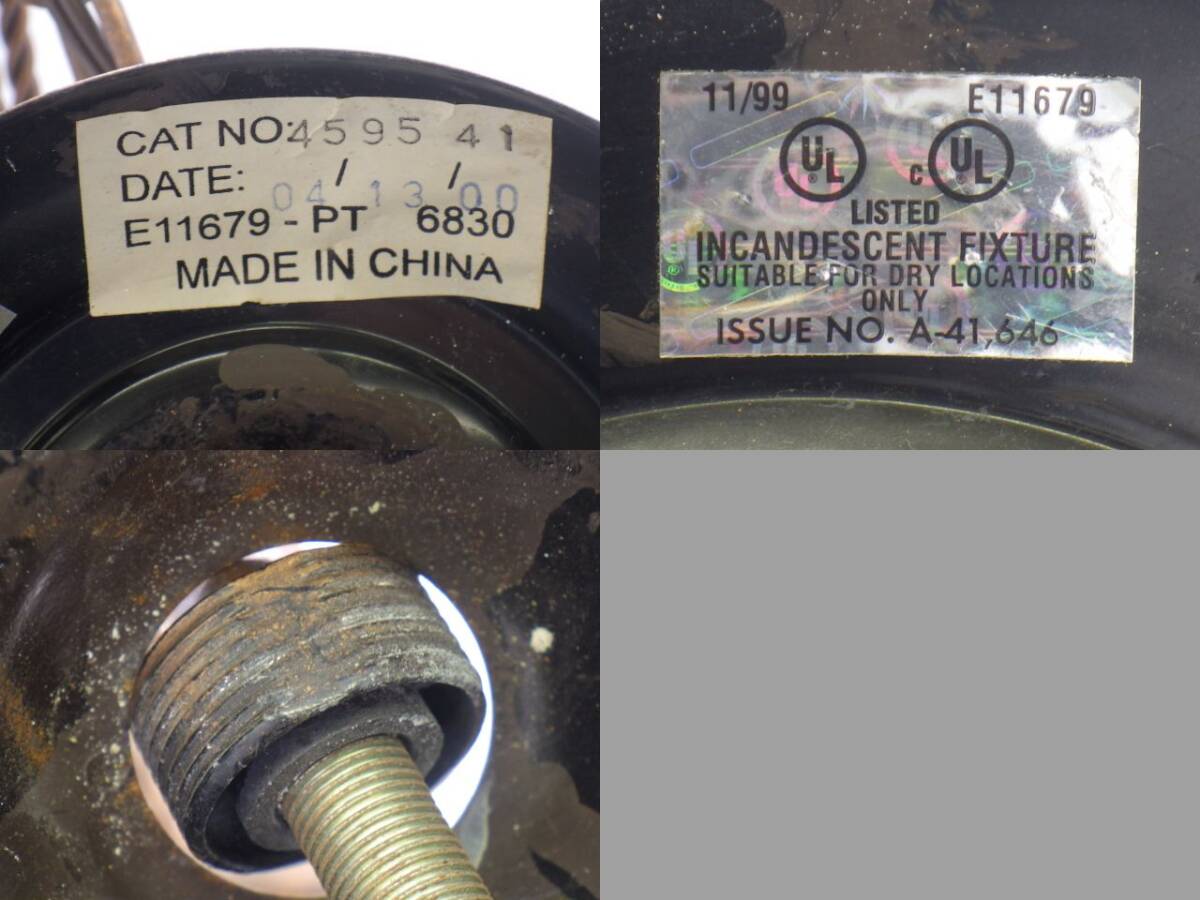 CAT NO: 4595 41
DATE: 04/13/00
E11679 - PT 6830
MADE IN CHINA
11/99 E11679
UL ® C UL ®
LISTED
INCANDESCENT FIXTURE
SUITABLE FOR DRY LOCATIONS
ONLY
ISSUE NO. A-41,646